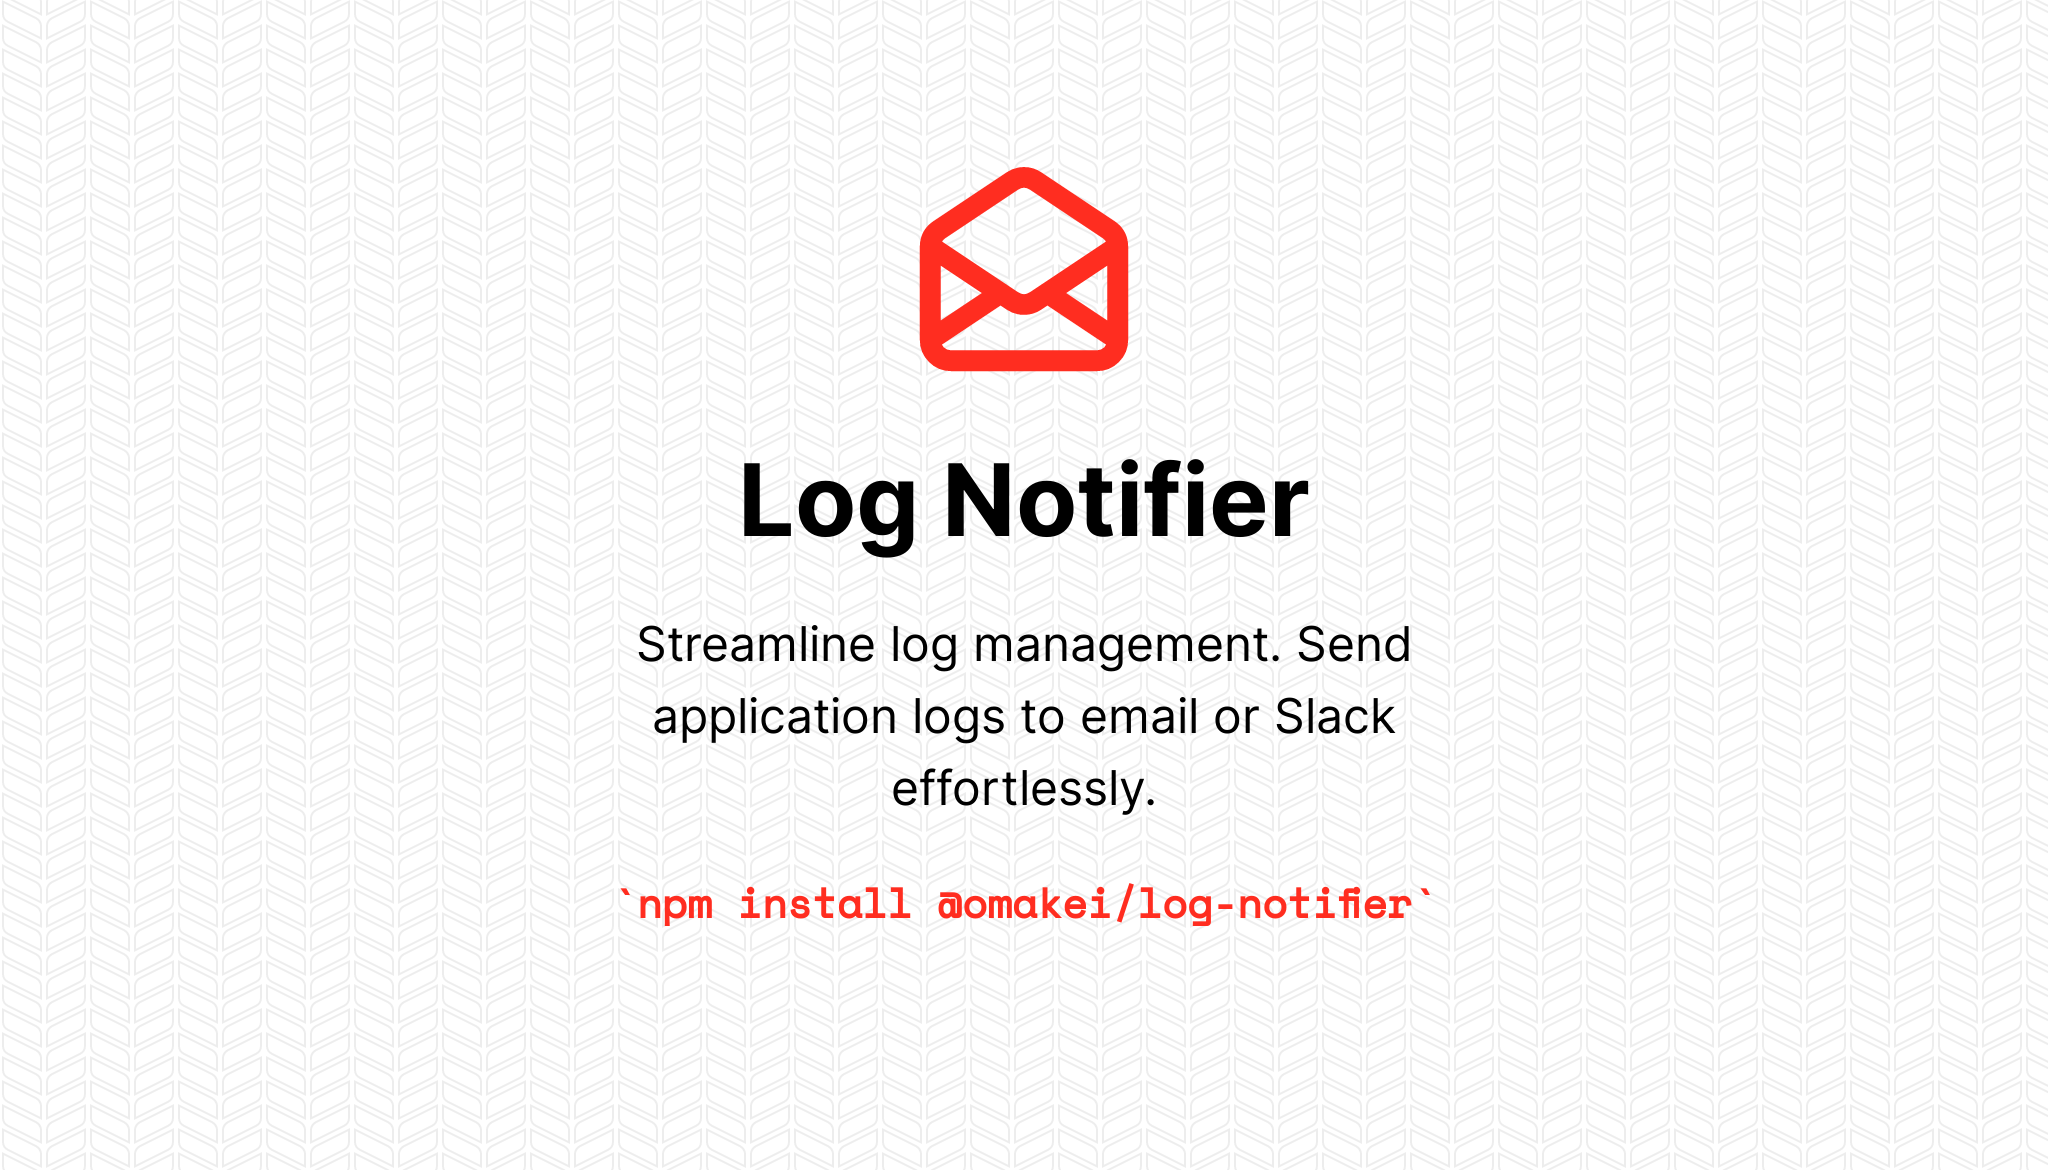 Log Notifier
Streamline log management. Send
application logs to email or Slack
effortlessly.
`npm install @omakei/log-notifier`